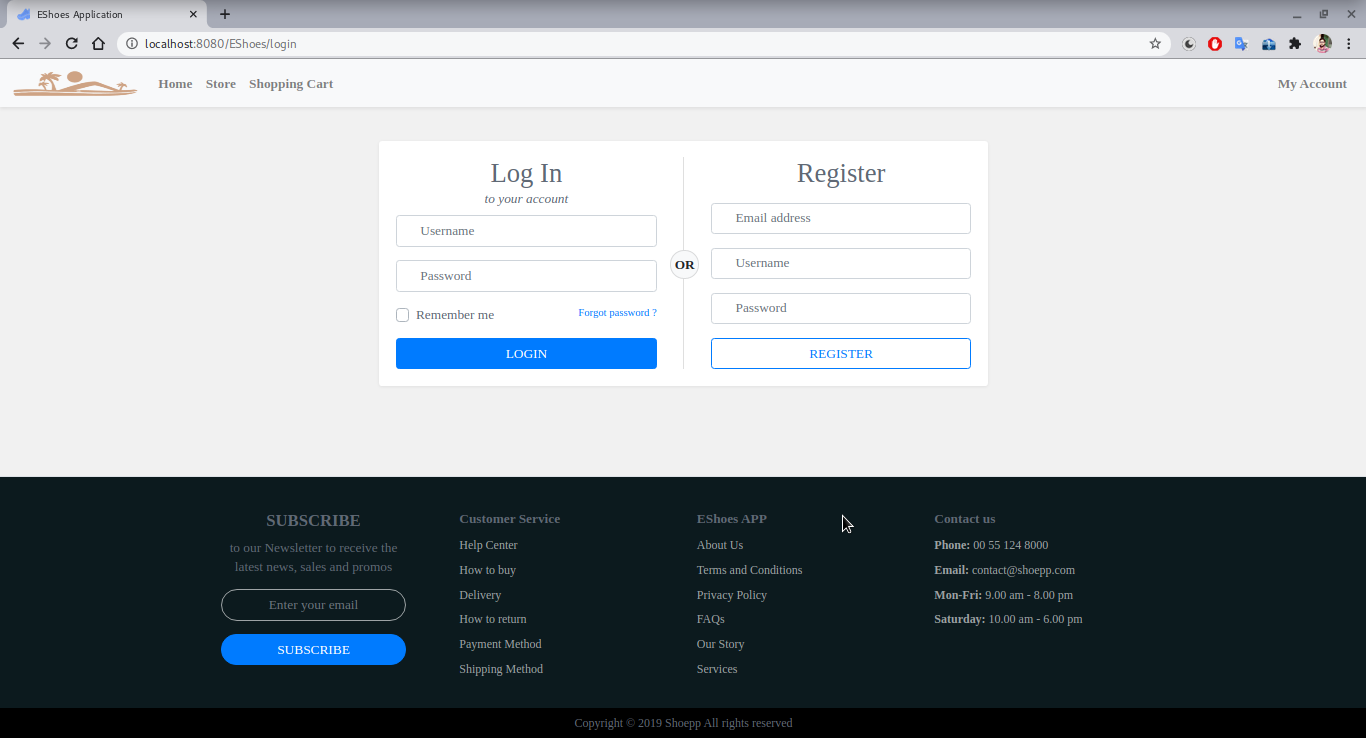 EShoes Application
localhost:8080/EShoes/login
Home Store Shopping Cart My Account
Log In
to your account
Username
Password
Remember me Forgot password ?
LOGIN
OR
Register
Email address
Username
Password
REGISTER
SUBSCRIBE
to our Newsletter to receive the
latest news, sales and promos
Enter your email
SUBSCRIBE
Customer Service
Help Center
How to buy
Delivery
How to return
Payment Method
Shipping Method
EShoes APP
About Us
Terms and Conditions
Privacy Policy
FAQs
Our Story
Services
Contact us
Phone: 00 55 124 8000
Email: contact@shoepp.com
Mon-Fri: 9.00 am - 8.00 pm
Saturday: 10.00 am - 6.00 pm
Copyright © 2019 Shoepp All rights reserved